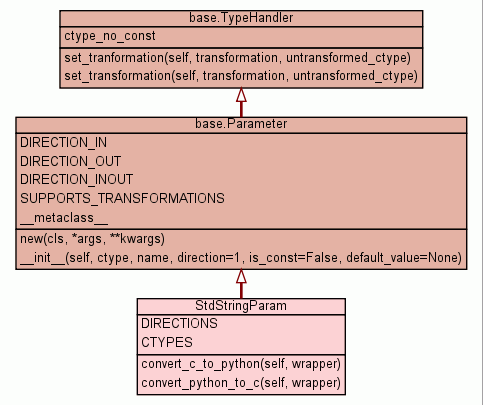 base.TypeHandler
ctype_no_const
set_tranformation(self, transformation, untransformed_ctype)
set_transformation(self, transformation, untransformed_ctype)
base.Parameter
DIRECTION_IN
DIRECTION_OUT
DIRECTION_INOUT
SUPPORTS_TRANSFORMATIONS
__metaclass__
new(cls, *args, **kwargs)
__init__(self, ctype, name, direction=1, is_const=False, default_value=None)
StdStringParam
DIRECTIONS
CTYPES
convert_c_to_python(self, wrapper)
convert_python_to_c(self, wrapper)